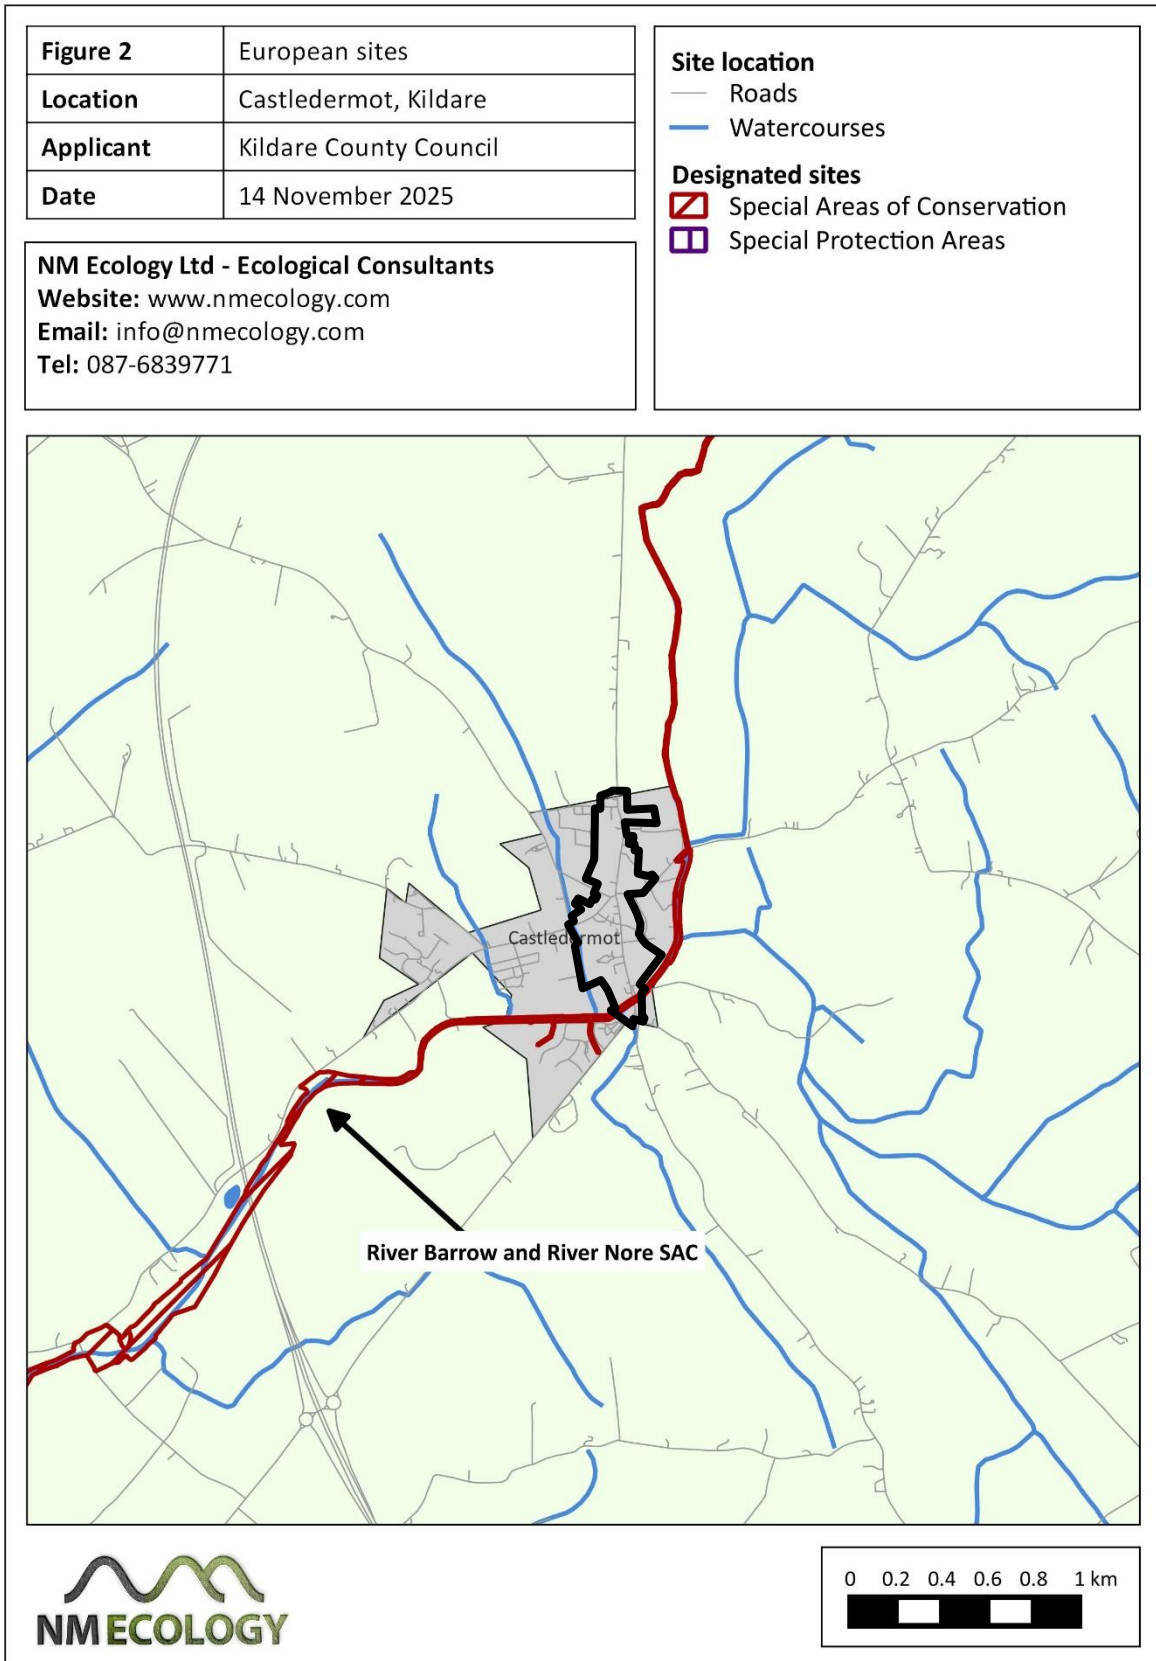 Figure 2 European sites
Location Castledermot, Kildare
Applicant Kildare County Council
Date 14 November 2025
NM Ecology Ltd - Ecological Consultants
Website: www.nmecology.com
Email: info@nmecology.com
Tel: 087-6839771
Site location
Roads
Watercourses
Designated sites
Special Areas of Conservation
Special Protection Areas
Castledermot
River Barrow and River Nore SAC
NM ECOLOGY
0 0.2 0.4 0.6 0.8 1 km